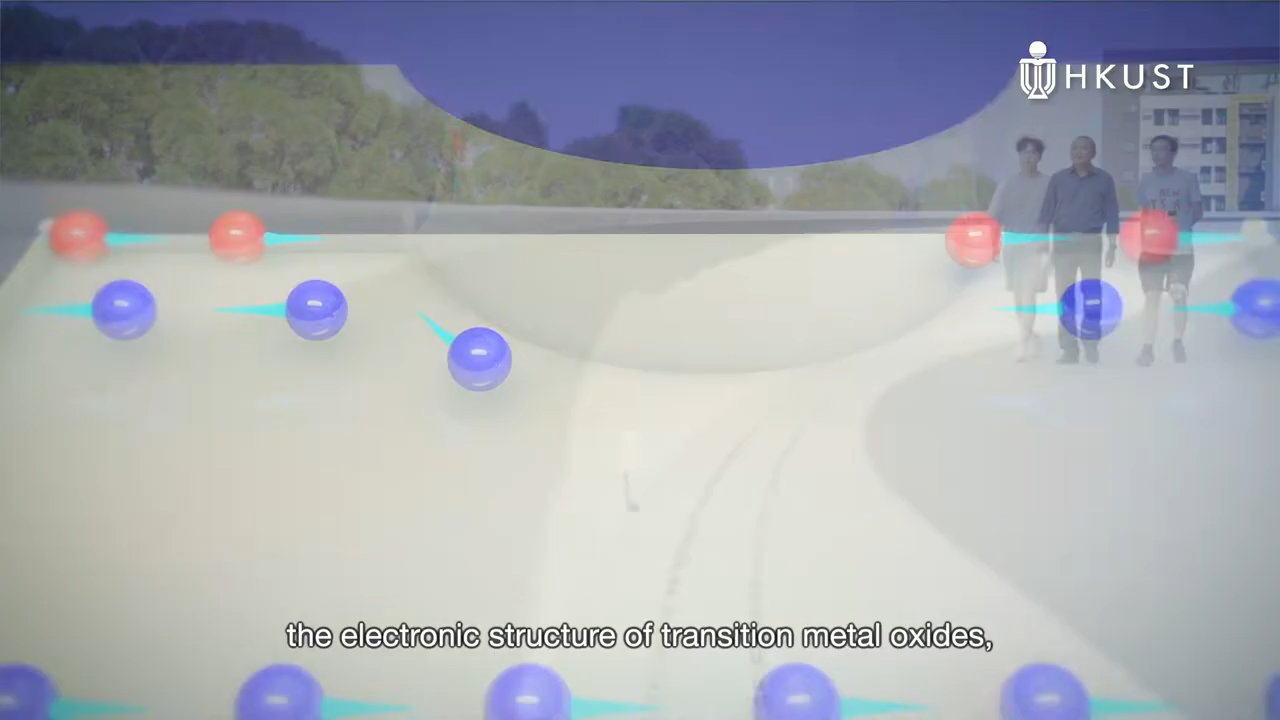 HKUST
the electronic structure of transition metal oxides,